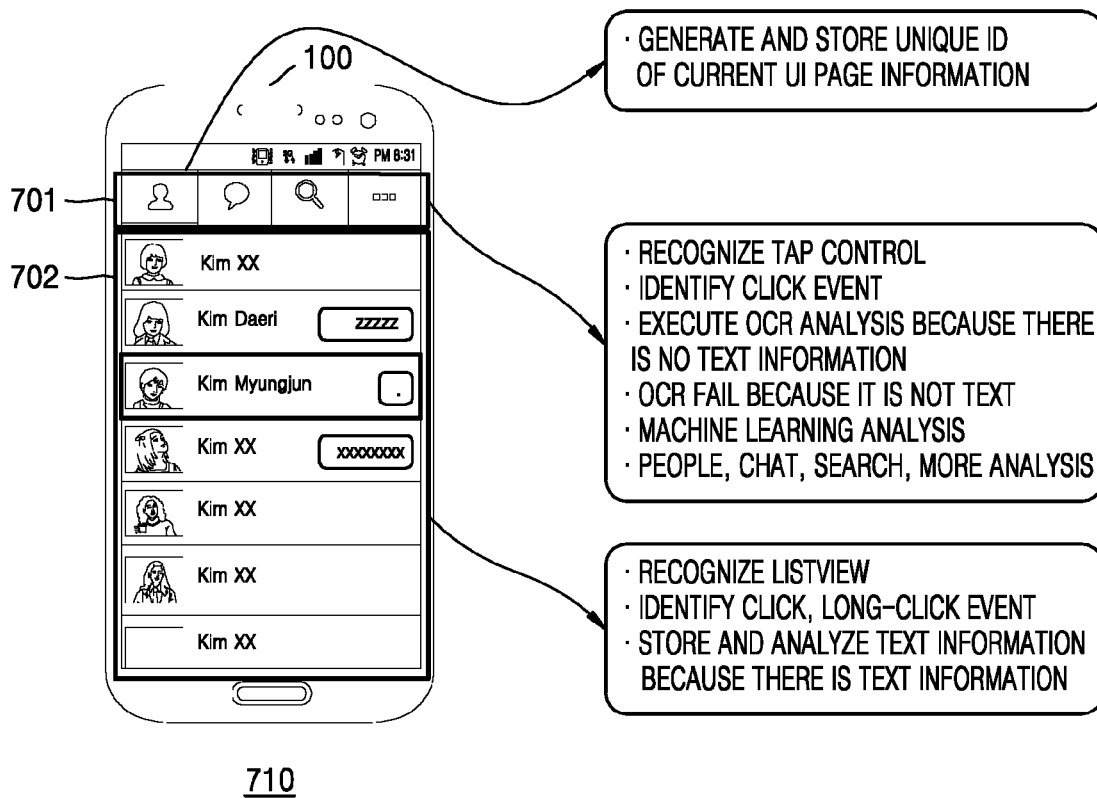 100
· GENERATE AND STORE UNIQUE ID
OF CURRENT UI PAGE INFORMATION
PM 8:31
701
702
Kim XX
Kim Daeri
zzzzz
Kim Myungjun
.
Kim XX
xxxxxxxx
Kim XX
Kim XX
Kim XX
· RECOGNIZE TAP CONTROL
· IDENTIFY CLICK EVENT
· EXECUTE OCR ANALYSIS BECAUSE THERE
IS NO TEXT INFORMATION
· OCR FAIL BECAUSE IT IS NOT TEXT
· MACHINE LEARNING ANALYSIS
· PEOPLE, CHAT, SEARCH, MORE ANALYSIS
· RECOGNIZE LISTVIEW
· IDENTIFY CLICK, LONG-CLICK EVENT
· STORE AND ANALYZE TEXT INFORMATION
BECAUSE THERE IS TEXT INFORMATION
710